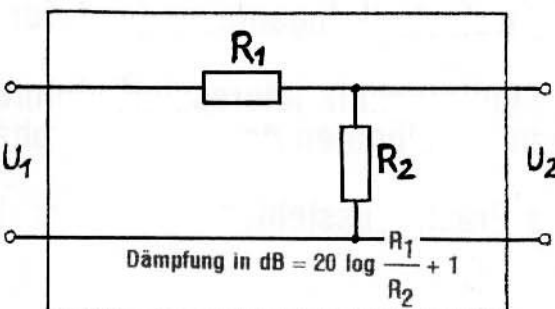 R1
U1
R2
U2
Dämpfung in dB = 20 log R1/R2 + 1